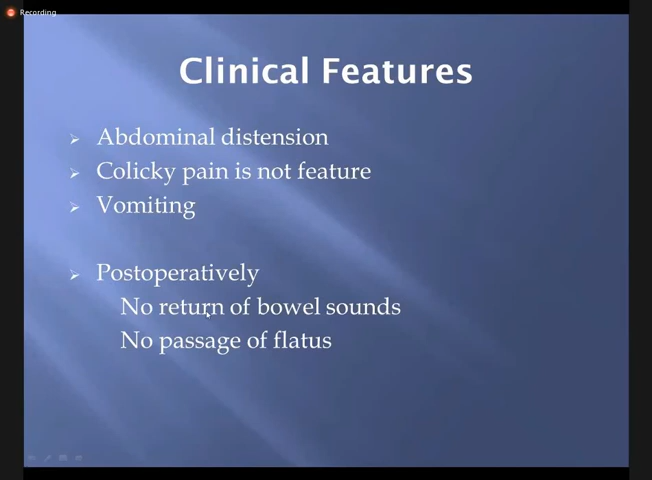 Recording
Clinical Features
Abdominal distension
Colicky pain is not feature
Vomiting
Postoperatively
No return of bowel sounds
No passage of flatus